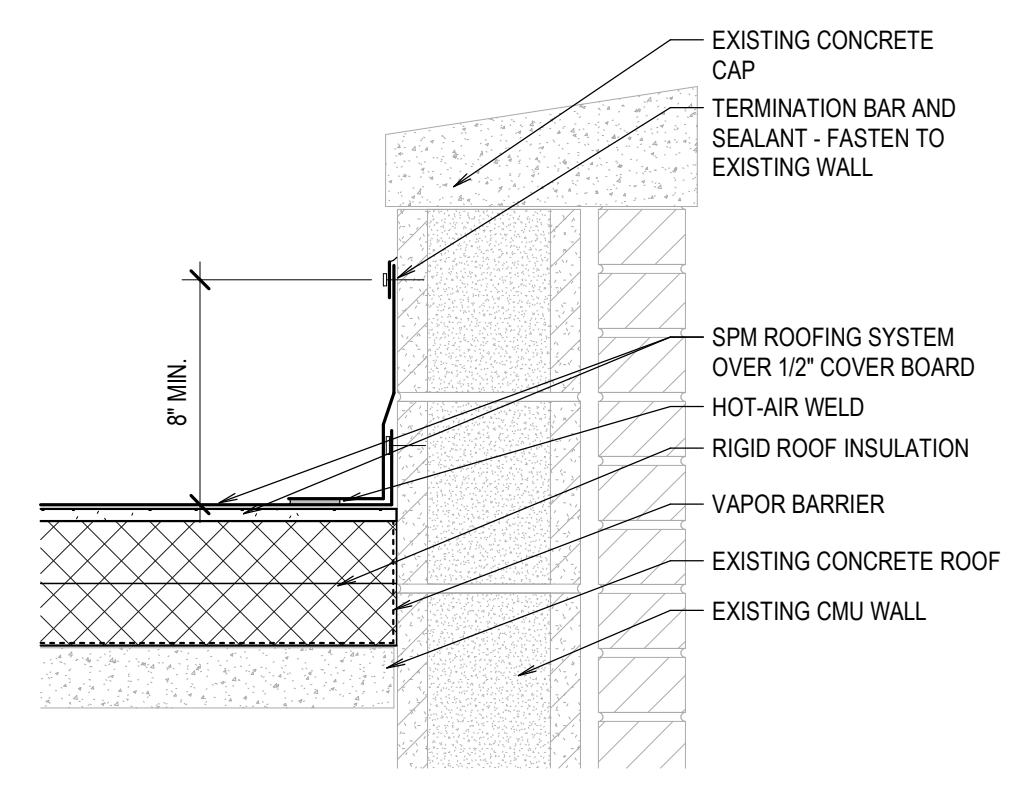 EXISTING CONCRETE
CAP
TERMINATION BAR AND
SEALANT - FASTEN TO
EXISTING WALL
8" MIN.
SPM ROOFING SYSTEM
OVER 1/2" COVER BOARD
HOT-AIR WELD
RIGID ROOF INSULATION
VAPOR BARRIER
EXISTING CONCRETE ROOF
EXISTING CMU WALL